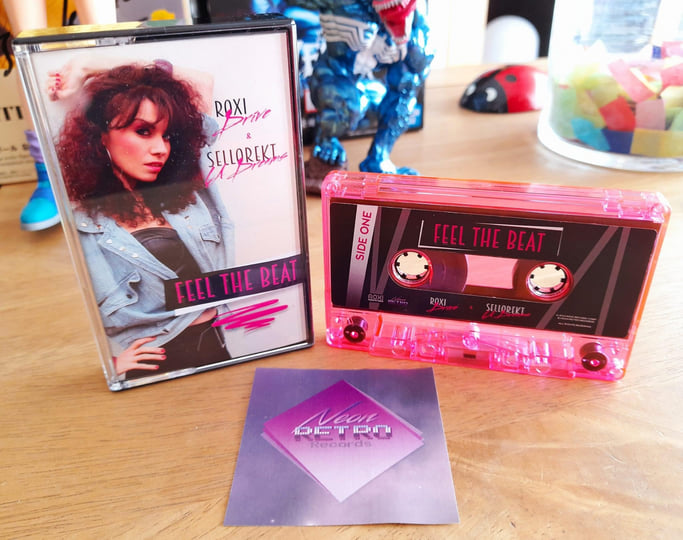 ROXI
Drive
&
SELLOREKT
LA Dreams
FEEL THE BEAT
SIDE ONE
FEEL THE BEAT
ROXI
Drive
&
SELLOREKT
LA Dreams
Neon
RETRO
Records